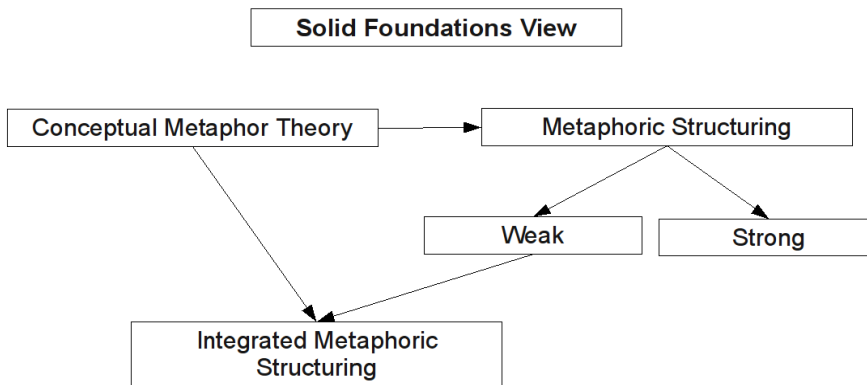 Solid Foundations View
Conceptual Metaphor Theory
Metaphoric Structuring
Weak
Strong
Integrated Metaphoric
Structuring